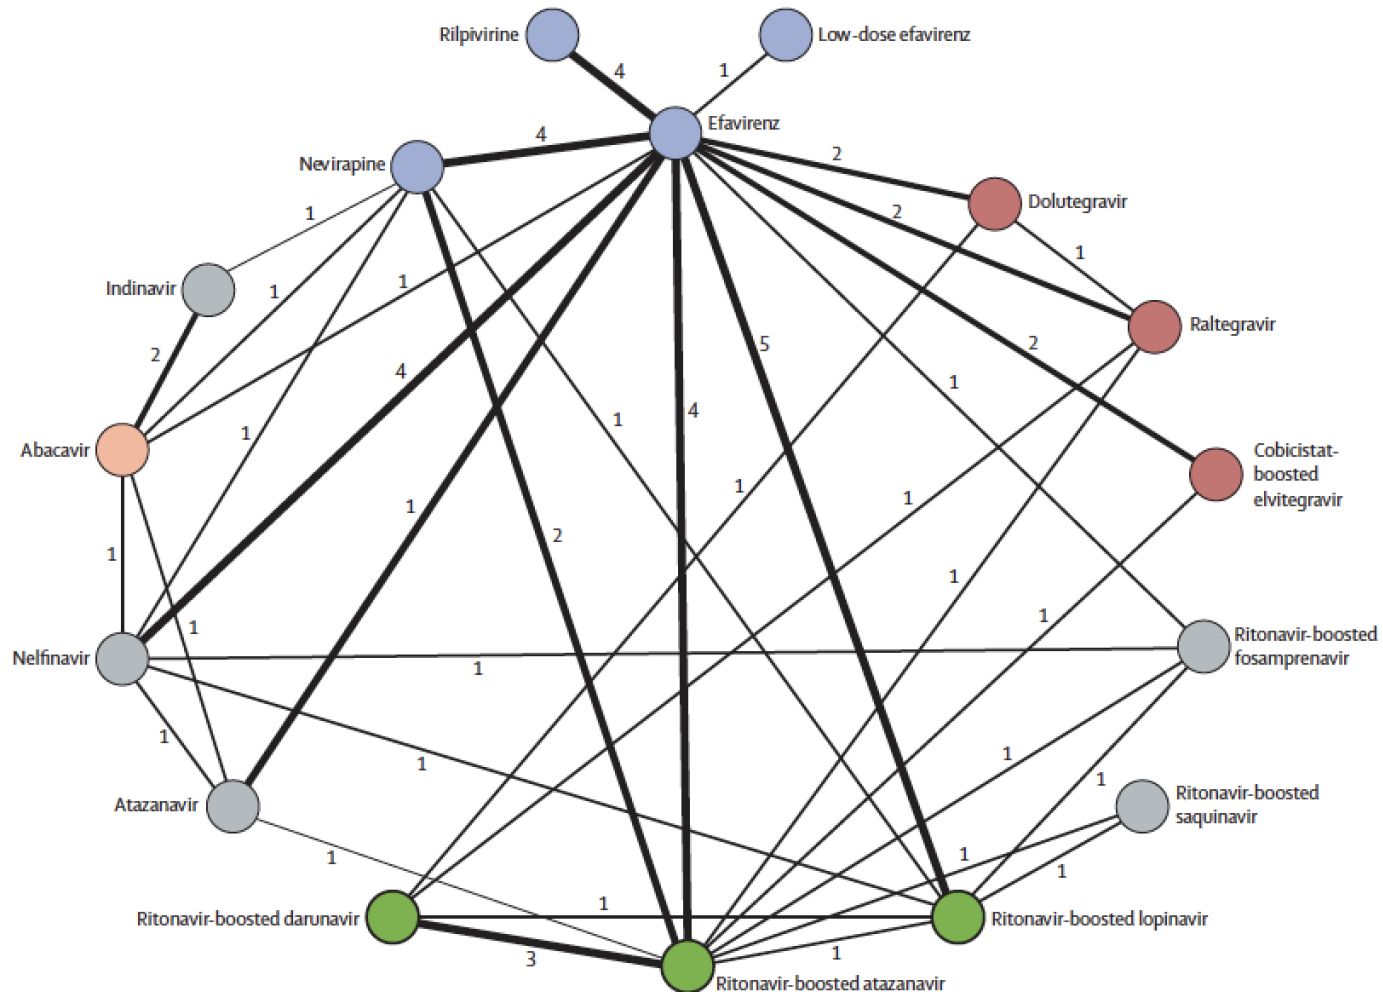 Rilpivirine
Low-dose efavirenz
4
1
Efavirenz
4
Nevirapine
2
Dolutegravir
1
2
1
Indinavir
1
1
Raltegravir
2
5
2
4
1
4
1
1
Abacavir
1
Cobicistat-
boosted
elvitegravir
1
1
1
2
1
1
1
1
Ritonavir-boosted
fosamprenavir
Nelfinavir
1
1
1
1
1
Ritonavir-boosted
saquinavir
Atazanavir
1
1
1
1
Ritonavir-boosted darunavir
Ritonavir-boosted lopinavir
3
1
Ritonavir-boosted atazanavir